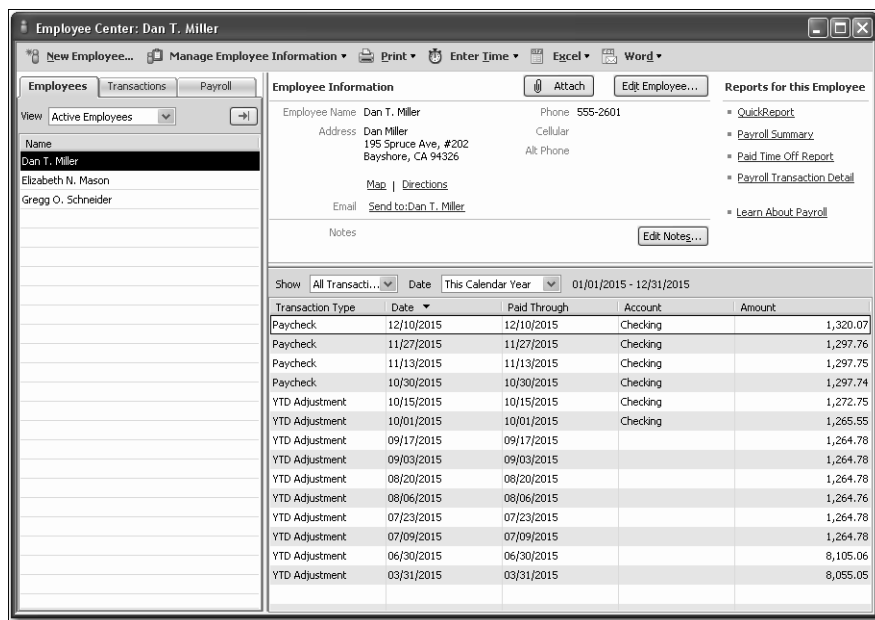 Employee Center: Dan T. Miller
New Employee... Manage Employee Information Print Enter Time Excel Word
Employees Transactions Payroll
View Active Employees
Name
Dan T. Miller
Elizabeth N. Mason
Gregg O. Schneider
Employee Information Attach Edit Employee...
Employee Name Dan T. Miller Phone 555-2601
Address Dan Miller Cellular
195 Spruce Ave, #202
Bayshore, CA 94326 Alt Phone
Map | Directions
Email Send to:Dan T. Miller
Notes Edit Notes...
Reports for this Employee
QuickReport
Payroll Summary
Paid Time Off Report
Payroll Transaction Detail
Learn About Payroll
Show All Transacti... Date This Calendar Year 01/01/2015 - 12/31/2015
Transaction Type Date Paid Through Account Amount
Paycheck 12/10/2015 12/10/2015 Checking 1,320.07
Paycheck 11/27/2015 11/27/2015 Checking 1,297.76
Paycheck 11/13/2015 11/13/2015 Checking 1,297.75
Paycheck 10/30/2015 10/30/2015 Checking 1,297.74
YTD Adjustment 10/15/2015 10/15/2015 Checking 1,272.75
YTD Adjustment 10/01/2015 10/01/2015 Checking 1,265.55
YTD Adjustment 09/17/2015 09/17/2015 1,264.78
YTD Adjustment 09/03/2015 09/03/2015 1,264.78
YTD Adjustment 08/20/2015 08/20/2015 1,264.78
YTD Adjustment 08/06/2015 08/06/2015 1,264.76
YTD Adjustment 07/23/2015 07/23/2015 1,264.78
YTD Adjustment 07/09/2015 07/09/2015 1,264.78
YTD Adjustment 06/30/2015 06/30/2015 8,105.06
YTD Adjustment 03/31/2015 03/31/2015 8,055.05